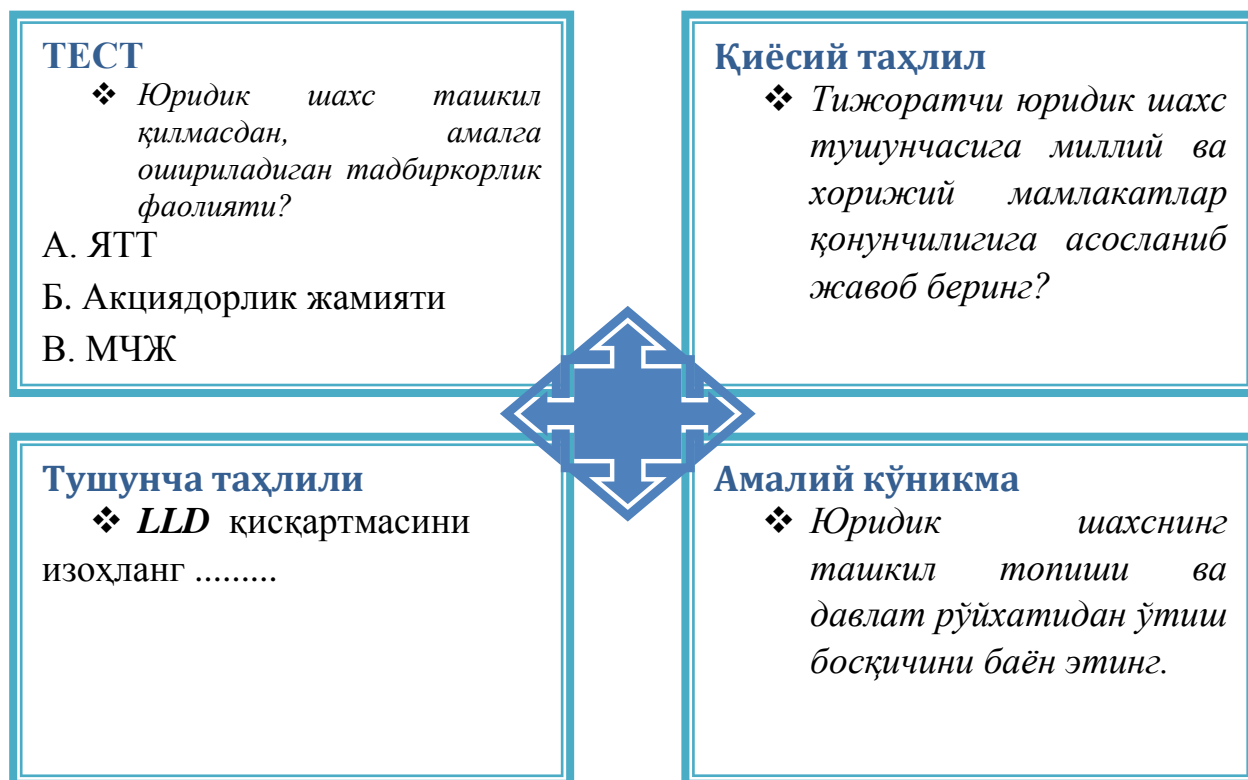 ТЕСТ
❖ Юридик шахс ташкил
қилмасдан, амалга
ошириладиган тадбиркорлик
фаолияти?
А. ЯТТ
Б. Акциядорлик жамияти
В. МЧЖ
Қиёсий таҳлил
❖ Тижоратчи юридик шахс
тушунчасига миллий ва
хорижий мамлакатлар
қонунчилигига асосланиб
жавоб беринг?
Тушунча таҳлили
❖ LLD қисқартмасини
изоҳланг .........
Амалий кўникма
❖ Юридик шахснинг
ташкил топиши ва
давлат рўйхатидан ўтиш
босқичини баён этинг.